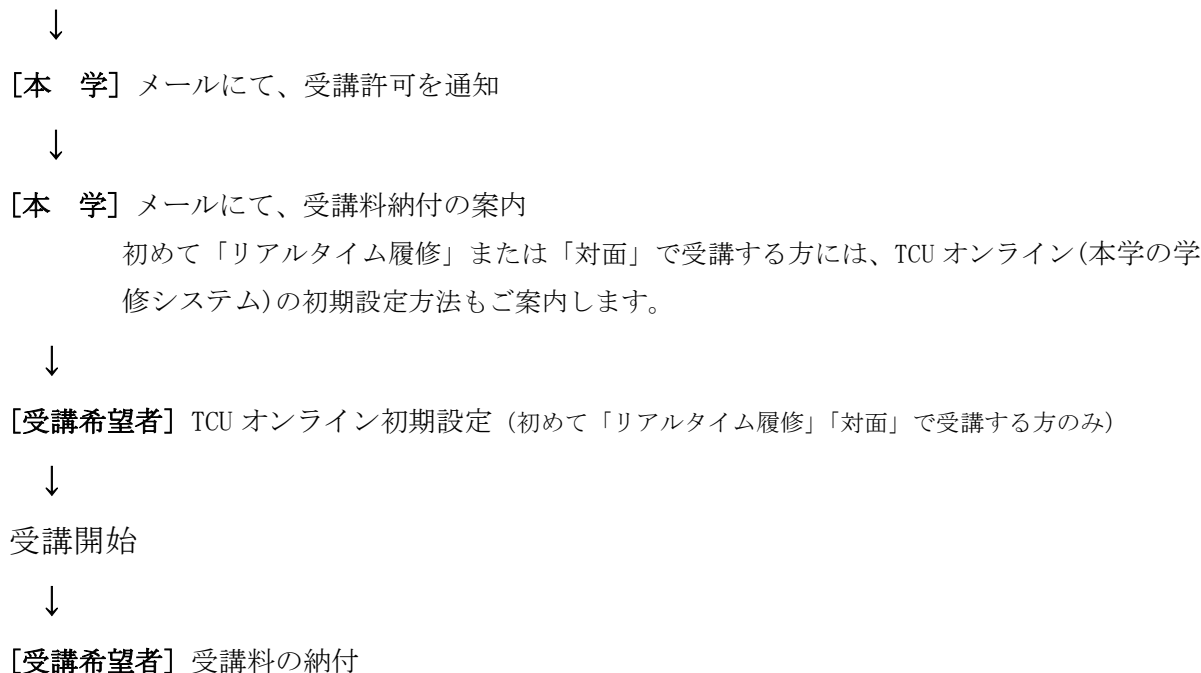 ↓
[本　学] メールにて、受講許可を通知
↓
[本　学] メールにて、受講料納付の案内
初めて「リアルタイム履修」または「対面」で受講する方には、TCU オンライン(本学の学
修システム)の初期設定方法もご案内します。
↓
[受講希望者] TCU オンライン初期設定 (初めて「リアルタイム履修」「対面」で受講する方のみ)
↓
受講開始
↓
[受講希望者] 受講料の納付